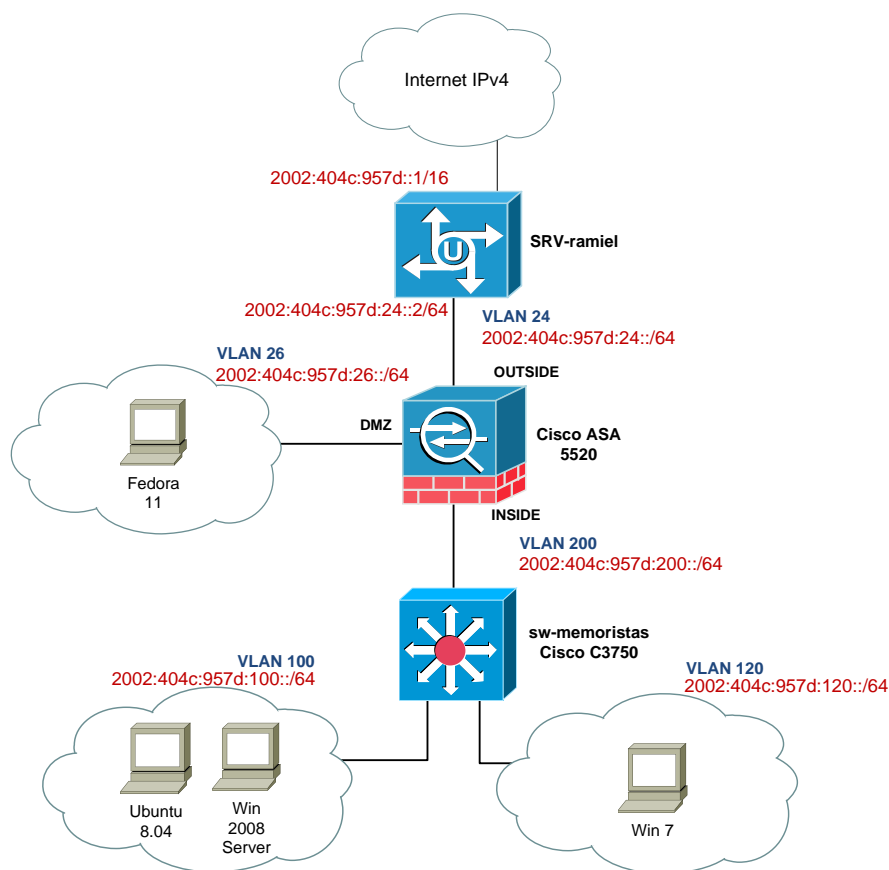 Internet IPv4
2002:404c:957d::1/16
SRV-ramiel
U
2002:404c:957d:24::2/64
VLAN 24
2002:404c:957d:24::/64
VLAN 26
2002:404c:957d:26::/64
OUTSIDE
DMZ
Cisco ASA
5520
Fedora
11
INSIDE
VLAN 200
2002:404c:957d:200::/64
sw-memoristas
Cisco C3750
VLAN 100
2002:404c:957d:100::/64
VLAN 120
2002:404c:957d:120::/64
Ubuntu
8.04
Win
2008
Server
Win 7